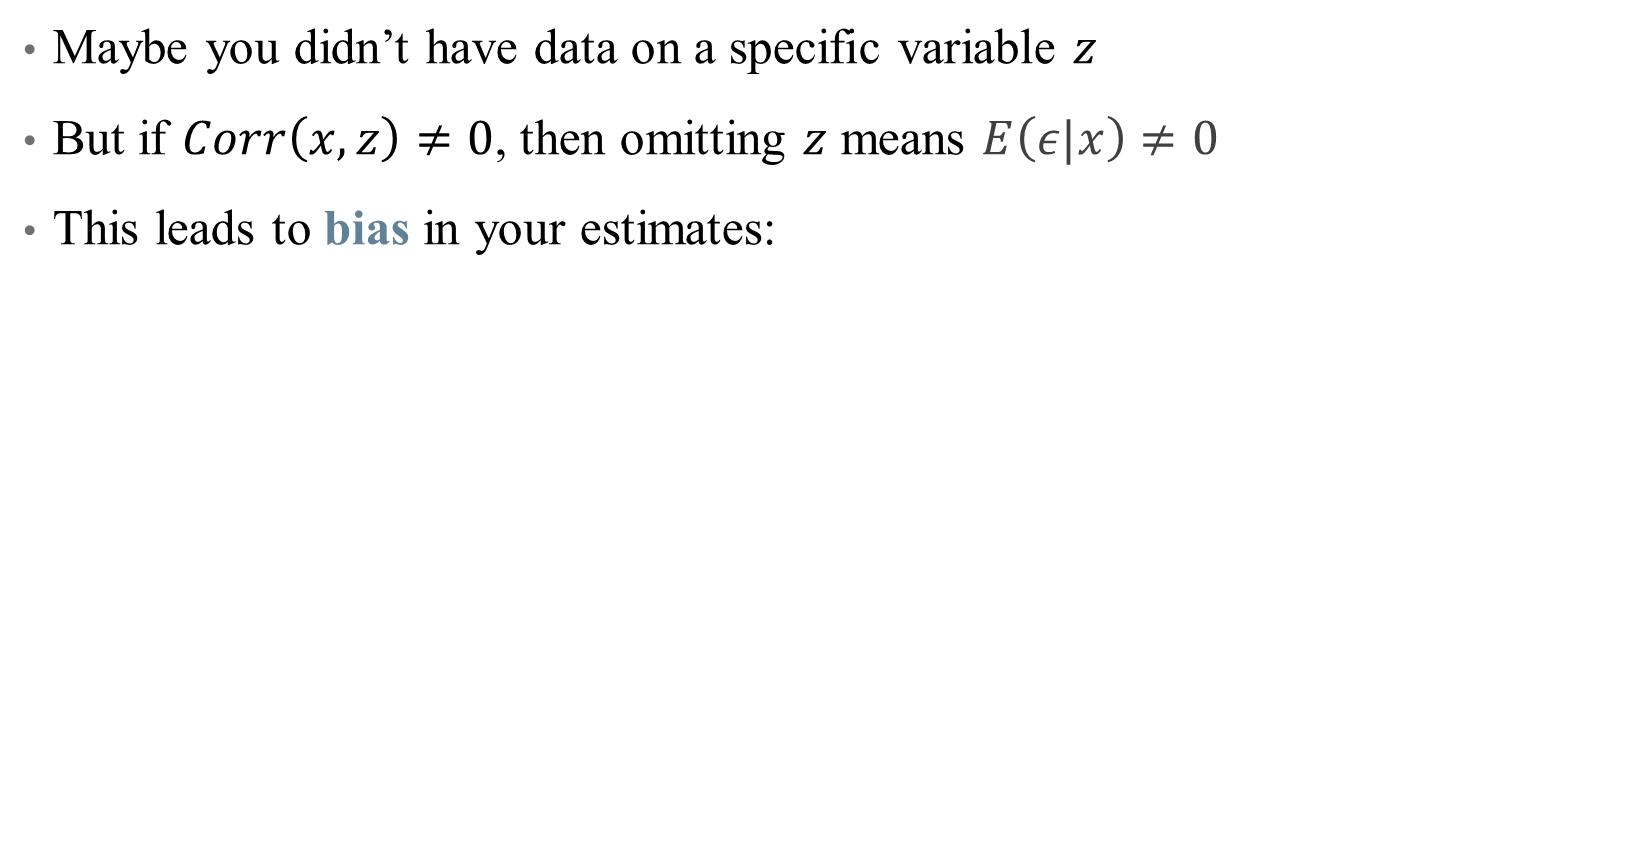 • Maybe you didn’t have data on a specific variable z
• But if Corr(x, z) ≠ 0, then omitting z means E(ϵ|x) ≠ 0
• This leads to bias in your estimates: